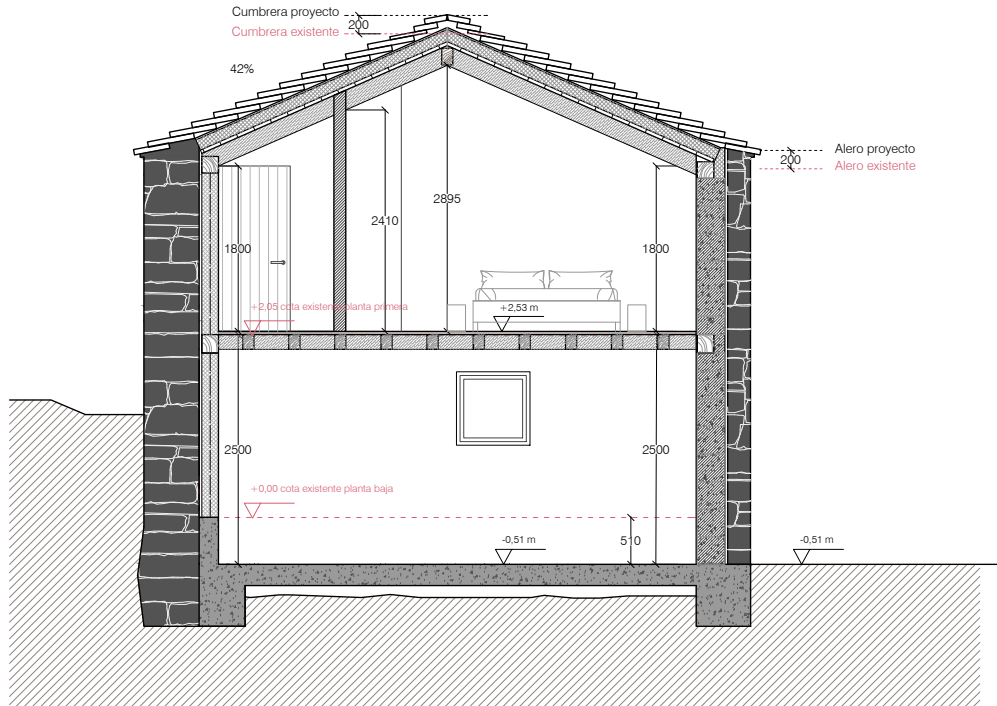 Cumbrera proyecto
200
Cumbrera existente
42%
Alero proyecto
200
Alero existente
2895
2410
1800
1800
+2,05 cota existente planta primera
+2,53 m
2500
2500
+0,00 cota existente planta baja
510
-0,51 m
-0,51 m